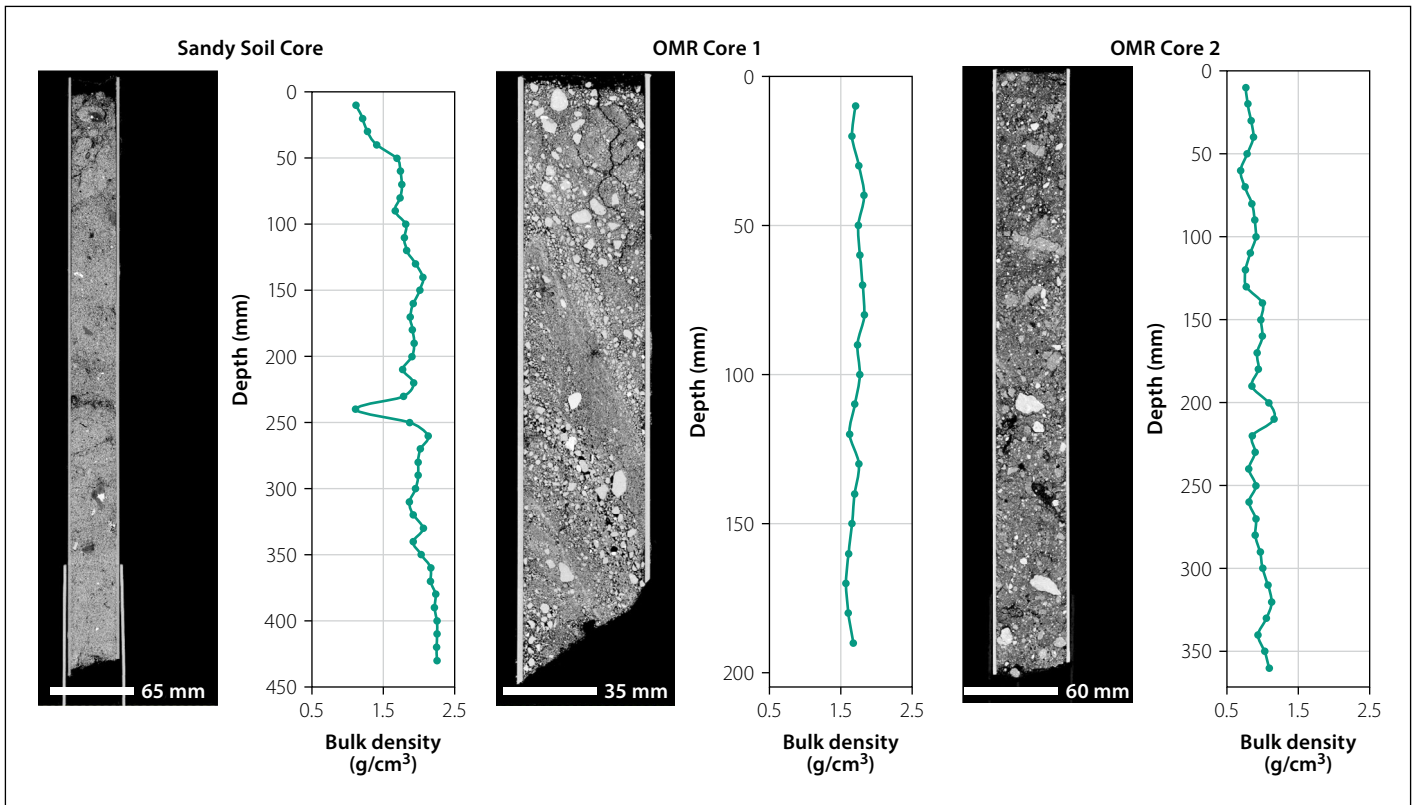 Sandy Soil Core
OMR Core 1
OMR Core 2
65 mm
0
50
100
150
200
250
300
350
400
450
Depth (mm)
0.5
1.5
2.5
Bulk density
(g/cm³)
35 mm
0
50
100
150
200
Depth (mm)
0.5
1.5
2.5
Bulk density
(g/cm³)
60 mm
0
50
100
150
200
250
300
350
Depth (mm)
0.5
1.5
2.5
Bulk density
(g/cm³)